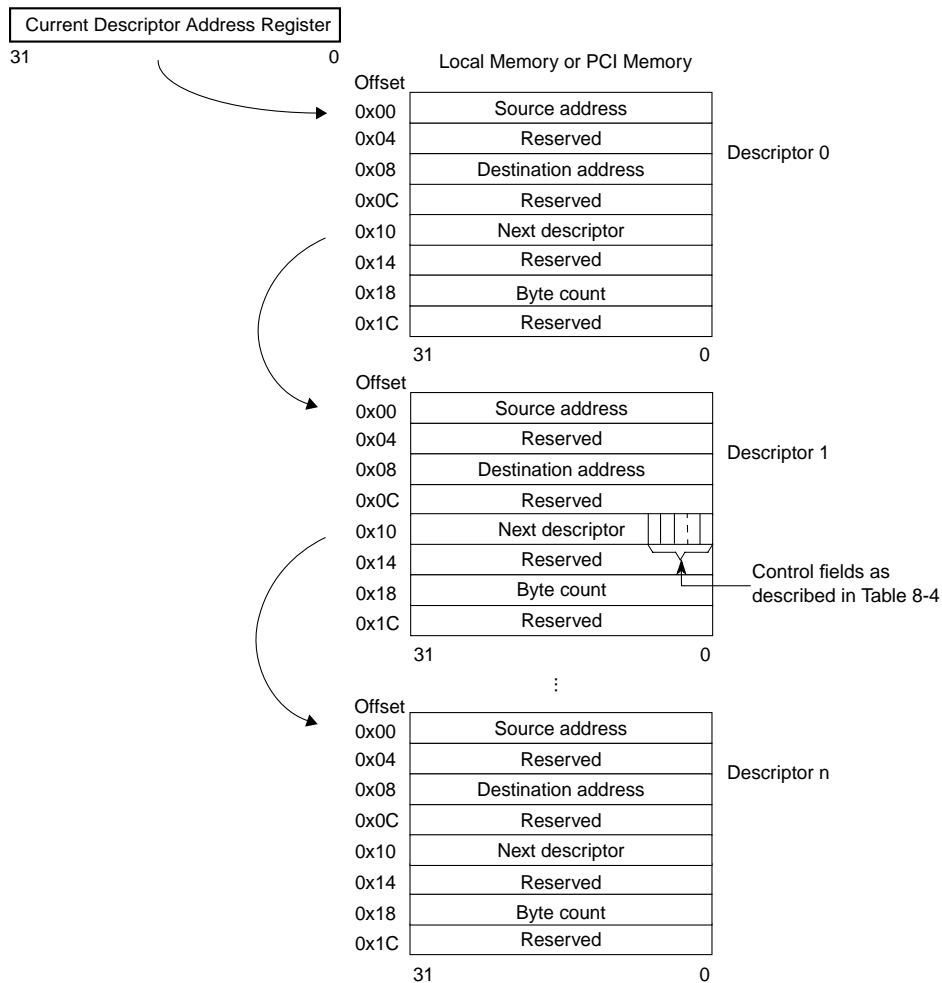 Current Descriptor Address Register
31 0
Local Memory or PCI Memory
Offset
0x00 Source address
0x04 Reserved
Descriptor 0
0x08 Destination address
0x0C Reserved
0x10 Next descriptor
0x14 Reserved
0x18 Byte count
0x1C Reserved
31 0
Offset
0x00 Source address
0x04 Reserved
Descriptor 1
0x08 Destination address
0x0C Reserved
0x10 Next descriptor
0x14 Reserved
Control fields as
described in Table 8-4
0x18 Byte count
0x1C Reserved
31 0
...
Offset
0x00 Source address
0x04 Reserved
Descriptor n
0x08 Destination address
0x0C Reserved
0x10 Next descriptor
0x14 Reserved
0x18 Byte count
0x1C Reserved
31 0